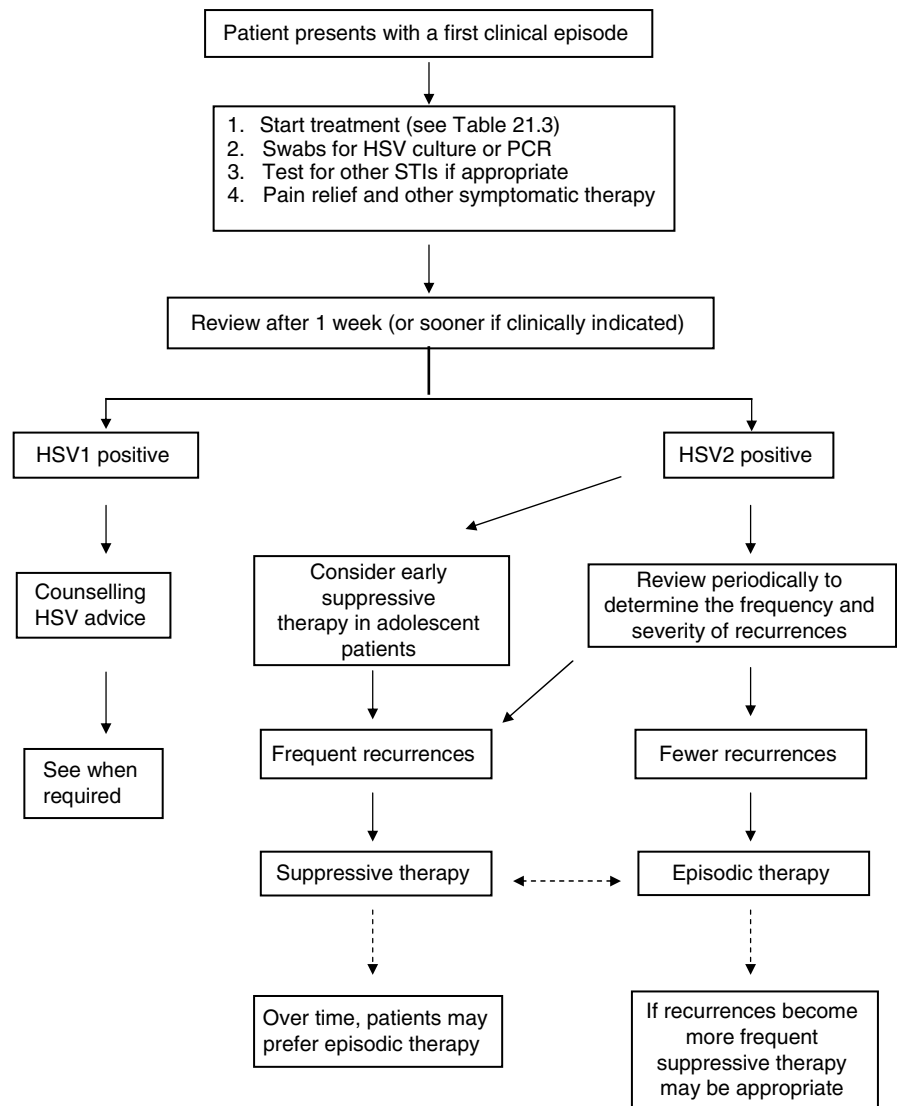 Patient presents with a first clinical episode
1. Start treatment (see Table 21.3)
2. Swabs for HSV culture or PCR
3. Test for other STIs if appropriate
4. Pain relief and other symptomatic therapy
Review after 1 week (or sooner if clinically indicated)
HSV1 positive
HSV2 positive
Counselling
HSV advice
Consider early
suppressive
therapy in adolescent
patients
Review periodically to
determine the frequency and
severity of recurrences
See when
required
Frequent recurrences
Fewer recurrences
Suppressive therapy
Episodic therapy
Over time, patients may
prefer episodic therapy
If recurrences become
more frequent
suppressive therapy
may be appropriate